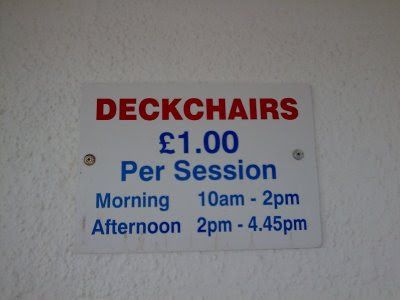 DECKCHAIRS
£1.00
Per Session
Morning 10am - 2pm
Afternoon 2pm - 4.45pm